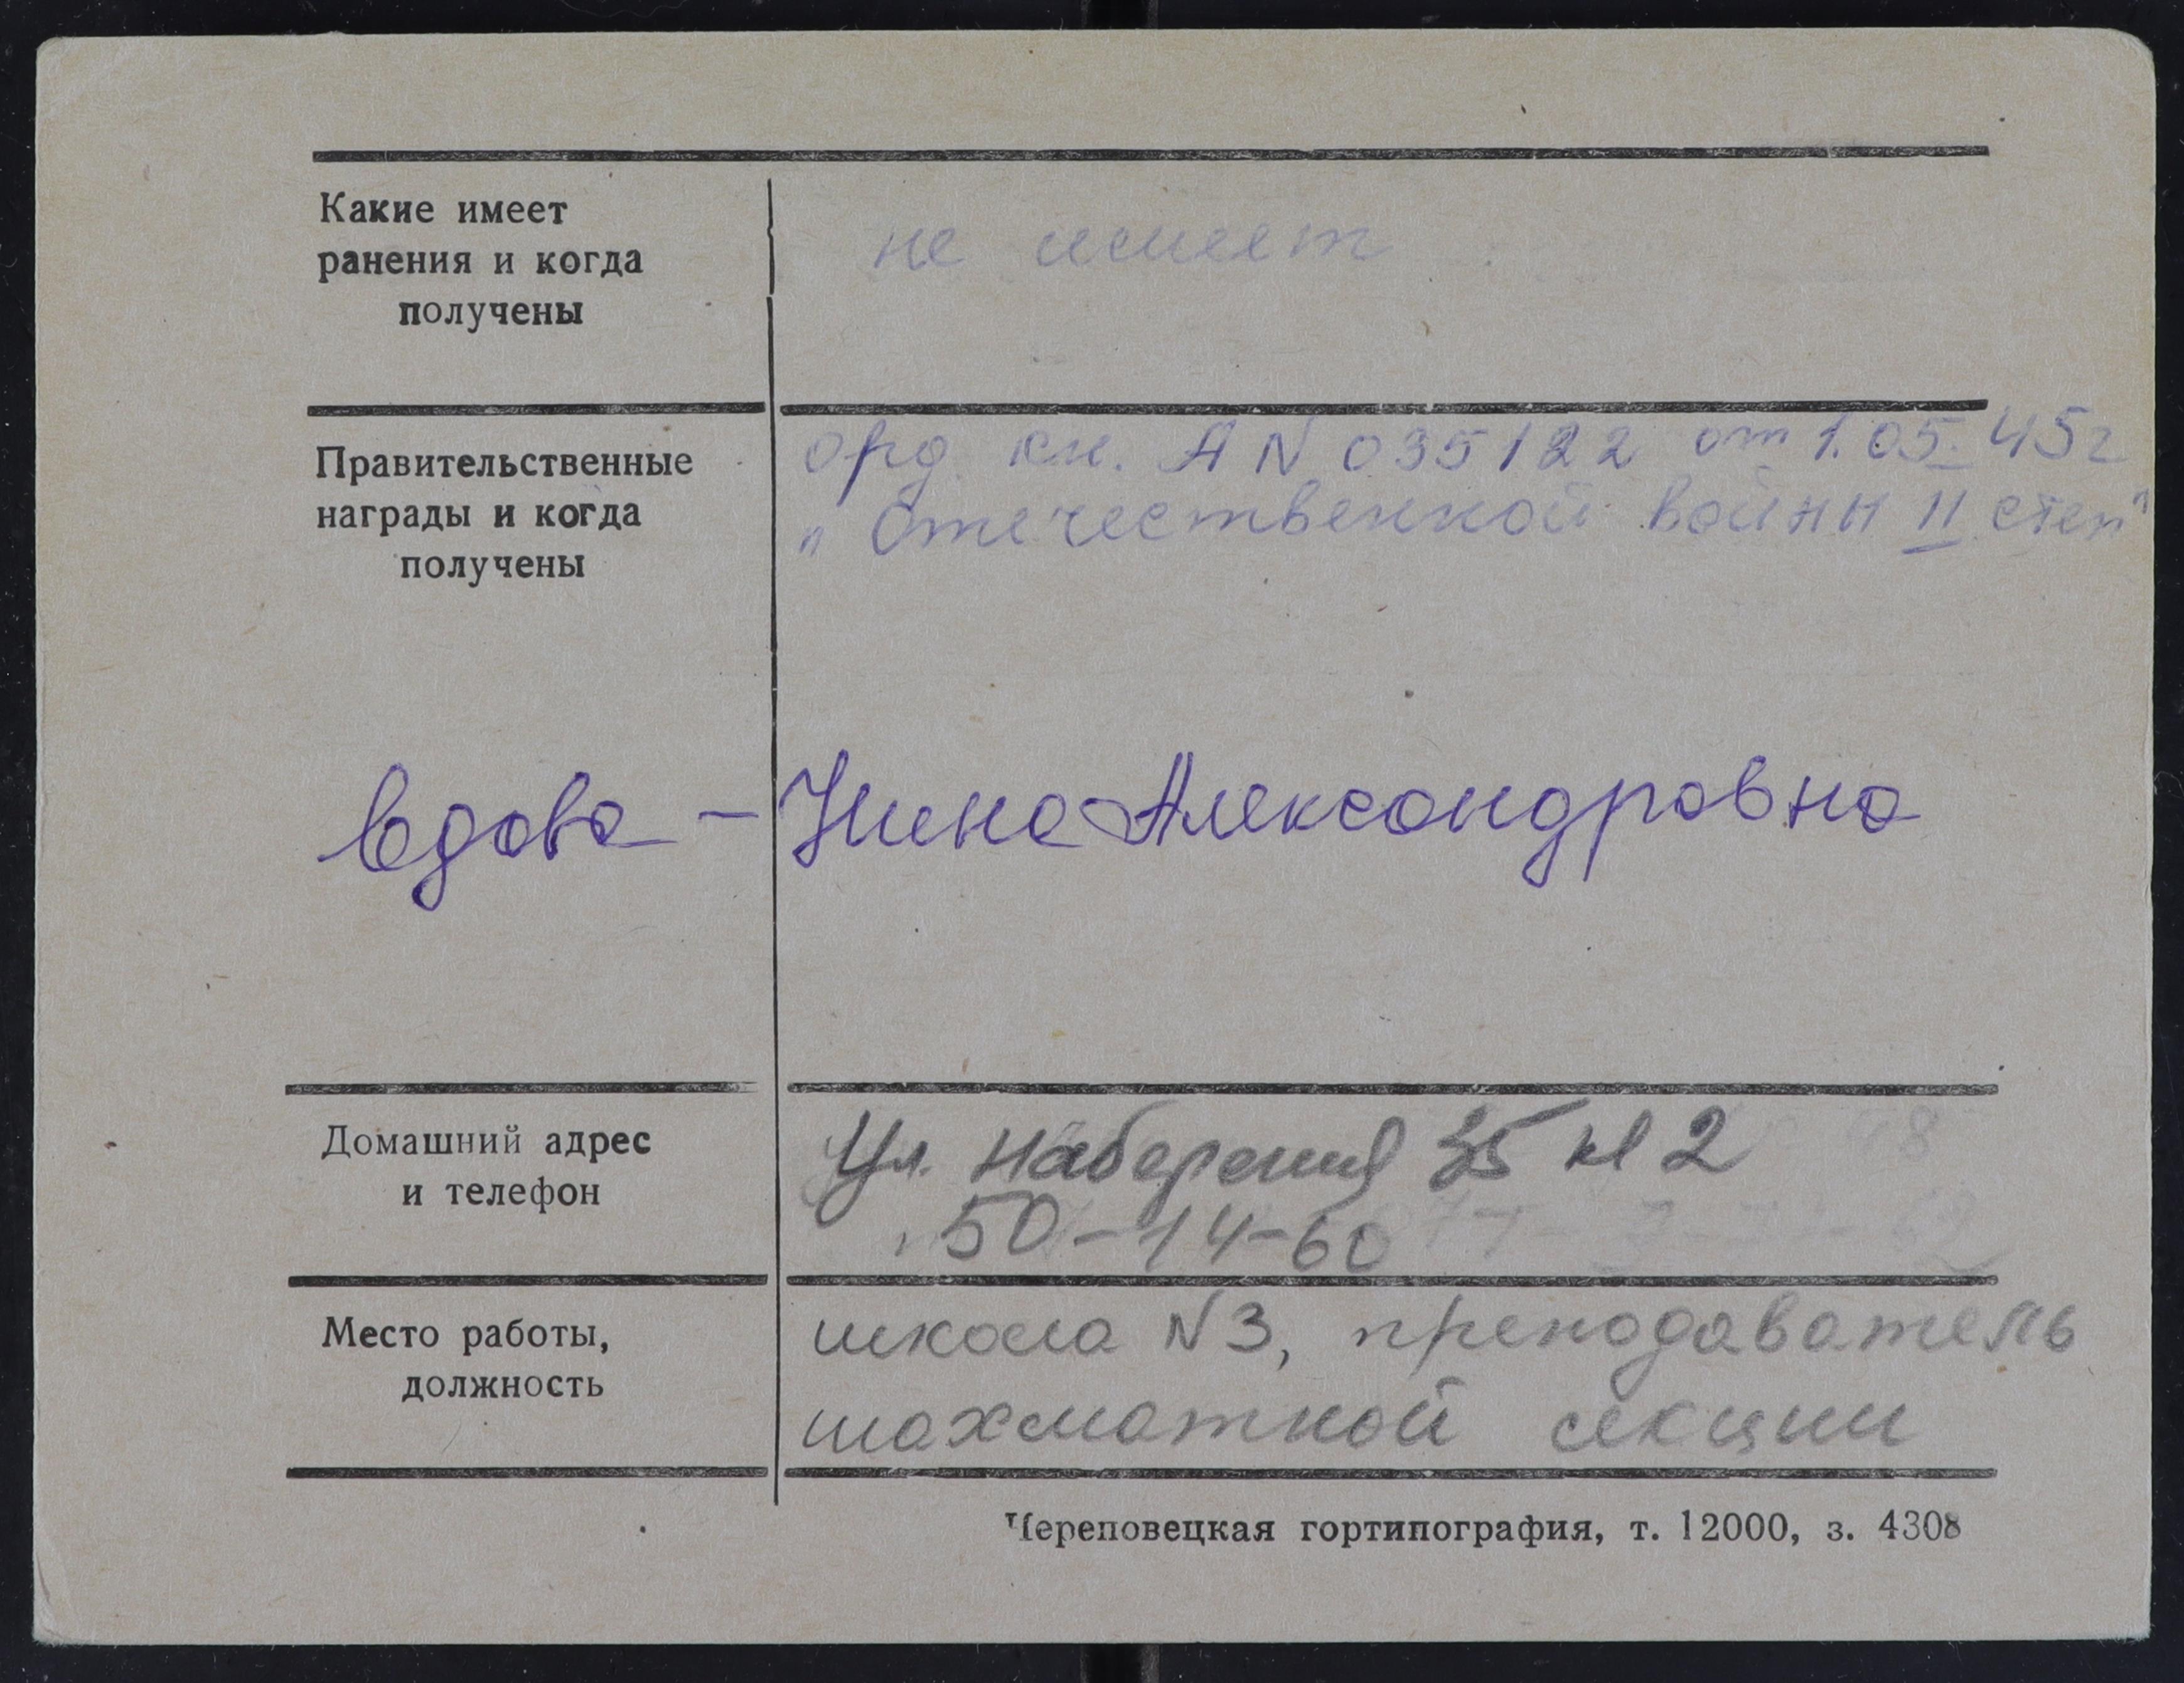 Какие имеет
ранения и когда
получены
не имеет
Правительственные
награды и когда
получены
орд. кн. А N 035122 от 1.05.45г
"Отечественной войны II степ"
Вдова - Нина Александровна
Домашний адрес
и телефон
Ул. Набережная 35 кв 2
50-14-60
Место работы,
должность
школа N3, преподаватель
шахматной секции
Череповецкая гортипография, т. 12000, з. 4308